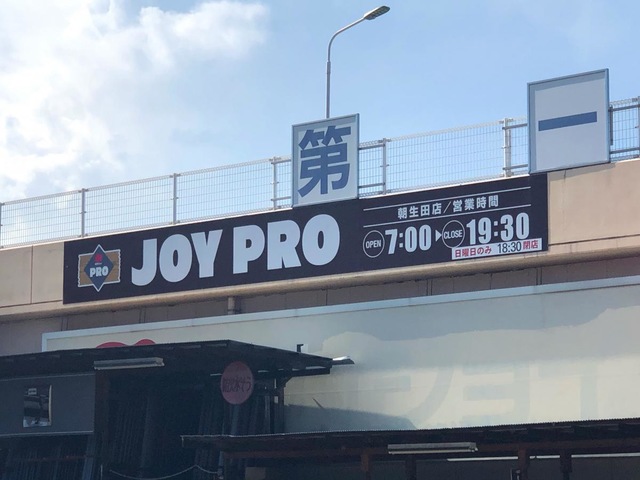 第一
朝生田店/営業時間
PRO
JOY PRO
OPEN 7:00▶CLOSE 19:30
日曜日のみ 18:30閉店